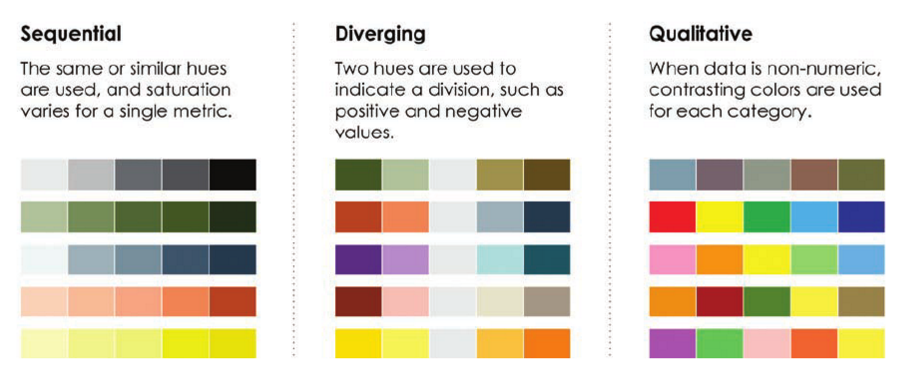 Sequential
The same or similar hues
are used, and saturation
varies for a single metric.
Diverging
Two hues are used to
indicate a division, such as
positive and negative
values.
Qualitative
When data is non-numeric,
contrasting colors are used
for each category.